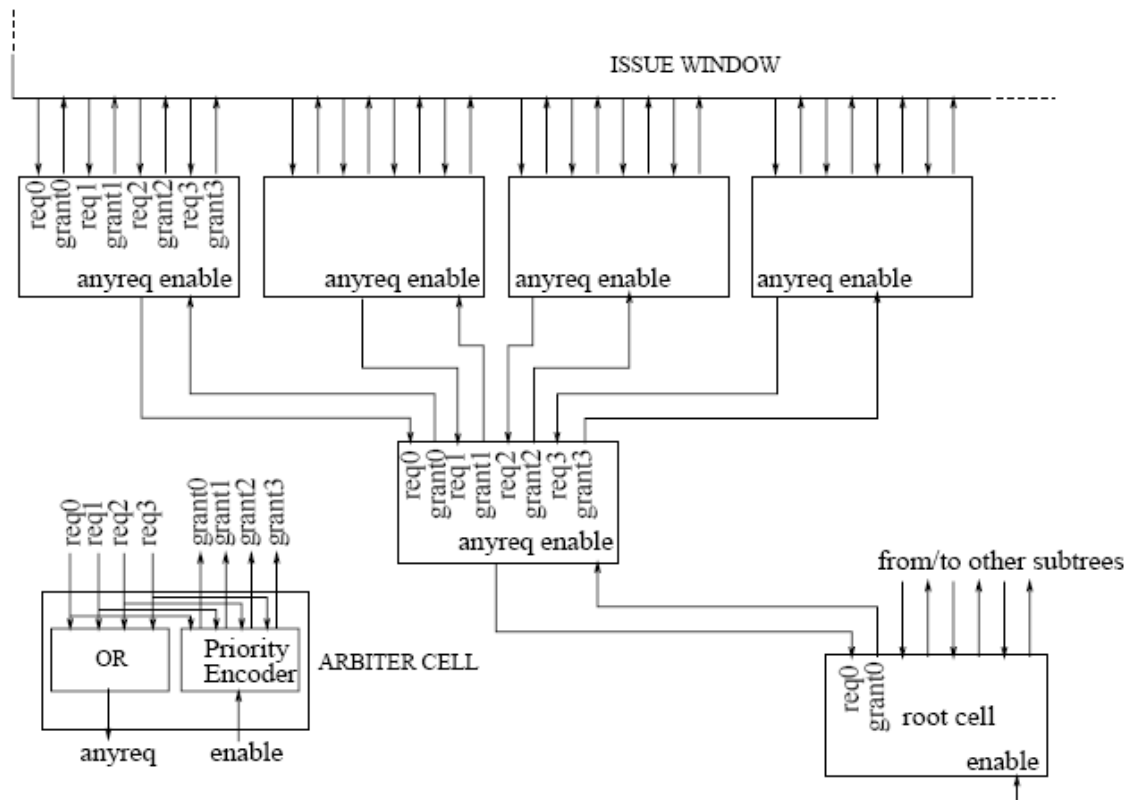 ISSUE WINDOW
req0
grant0
req1
grant1
req2
grant2
req3
grant3
anyreq enable
anyreq enable
anyreq enable
anyreq enable
req0
grant0
req1
grant1
req2
grant2
req3
grant3
anyreq enable
req0
req1
req2
req3
grant0
grant1
grant2
grant3
OR
Priority
Encoder
ARBITER CELL
anyreq
enable
from/to other subtrees
req0
grant0
root cell
enable